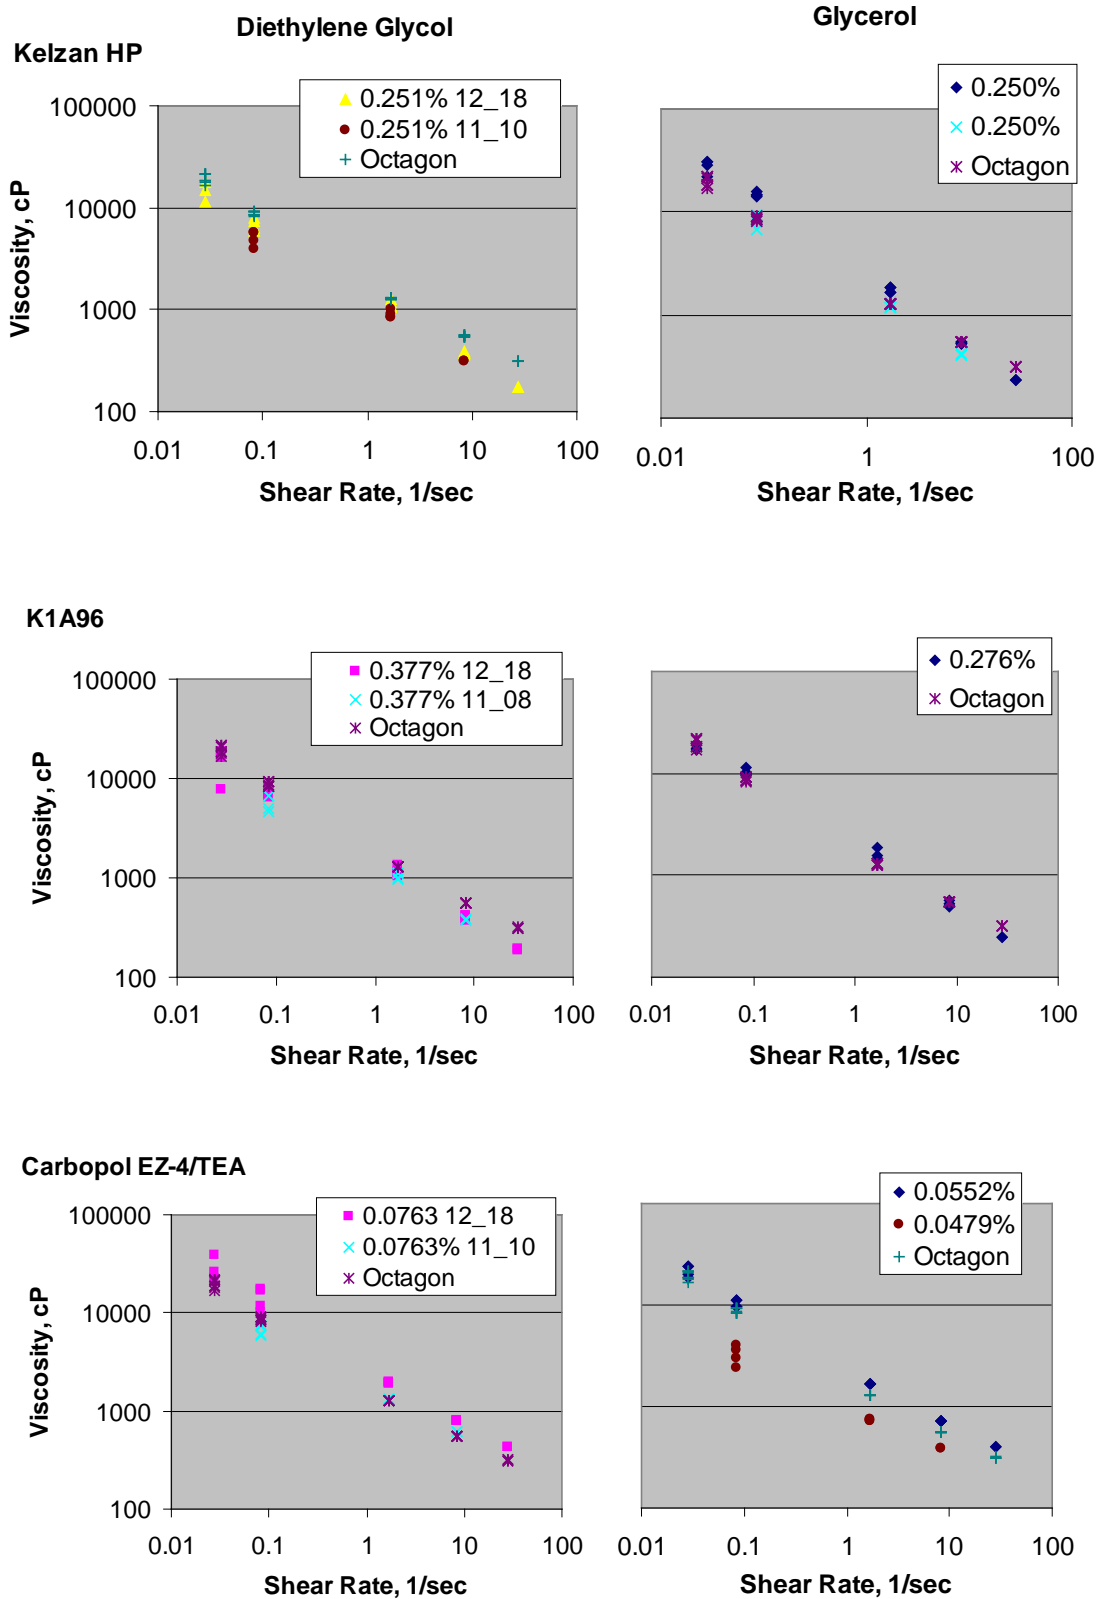 Diethylene Glycol
Glycerol
Kelzan HP
0.251% 12_18
0.251% 11_10
Octagon
100000
10000
1000
100
0.01
0.1
1
10
100
Viscosity, cP
Shear Rate, 1/sec
0.250%
0.250%
Octagon
0.01
1
100
Shear Rate, 1/sec
K1A96
0.377% 12_18
0.377% 11_08
Octagon
100000
10000
1000
100
0.01
0.1
1
10
100
Viscosity, cP
Shear Rate, 1/sec
0.276%
Octagon
0.01
0.1
1
10
100
Shear Rate, 1/sec
Carbopol EZ-4/TEA
0.0763 12_18
0.0763% 11_10
Octagon
100000
10000
1000
100
0.01
0.1
1
10
100
Viscosity, cP
Shear Rate, 1/sec
0.0552%
0.0479%
Octagon
0.01
0.1
1
10
100
Shear Rate, 1/sec